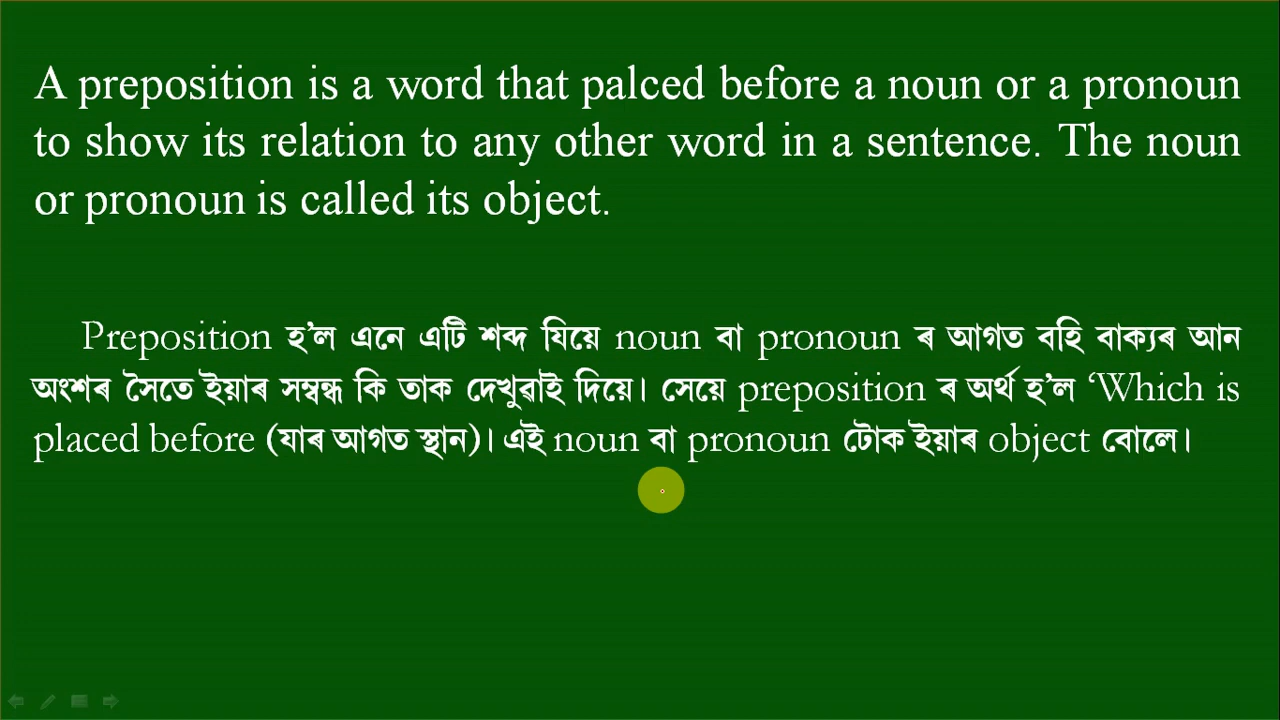 A preposition is a word that palced before a noun or a pronoun
to show its relation to any other word in a sentence. The noun
or pronoun is called its object.
Preposition হ’ল এনে এটি শব্দ যিয়ে noun বা pronoun ৰ আগত বহি বাক্যৰ আন
অংশৰ সৈতে ইয়াৰ সম্বন্ধ কি তাক দেখুৱাই দিয়ে। সেয়ে preposition ৰ অৰ্থ হ’ল ‘Which is
placed before (যাৰ আগত স্থান)। এই noun বা pronoun টোক ইয়াৰ object বোলে।